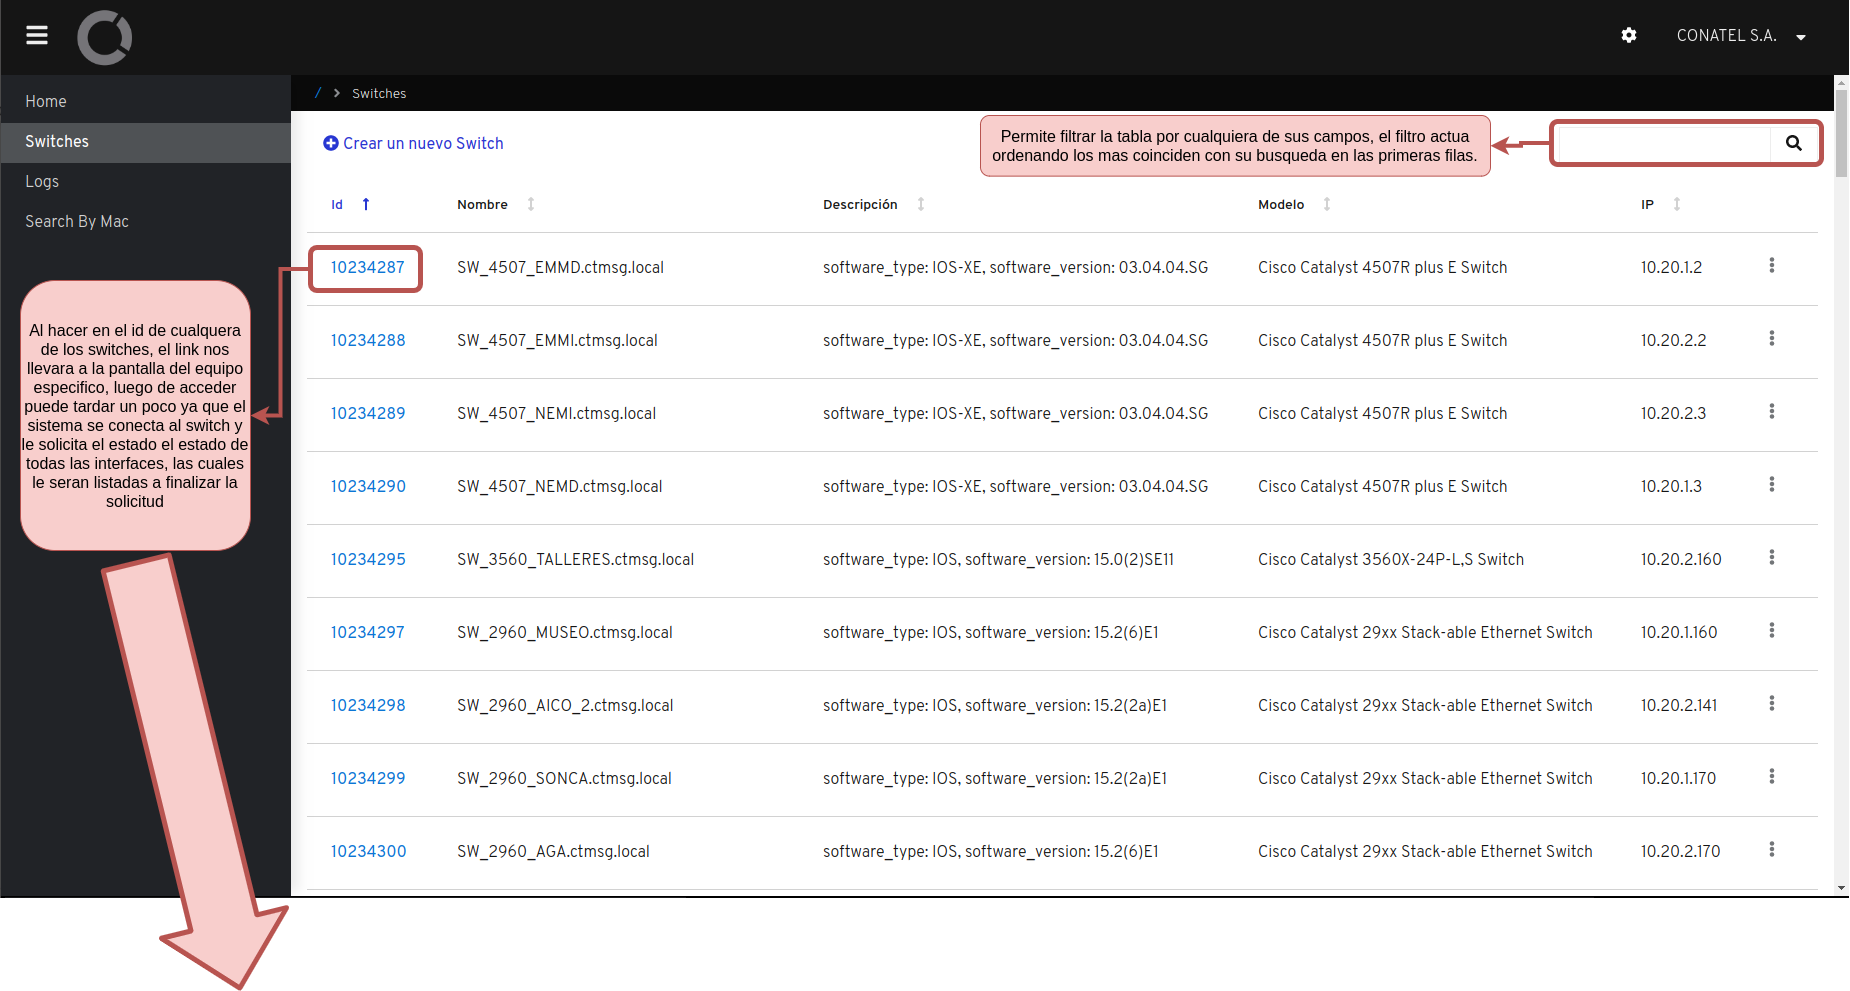 CONATEL S.A.
Home
Switches
Logs
Search By Mac
/ > Switches
Crear un nuevo Switch
Permite filtrar la tabla por cualquiera de sus campos, el filtro actua
ordenando los mas coinciden con su busqueda en las primeras filas.
Id Nombre Descripción Modelo IP
10234287 SW_4507_EMMD.ctmsg.local software_type: IOS-XE, software_version: 03.04.04.SG Cisco Catalyst 4507R plus E Switch 10.20.1.2
10234288 SW_4507_EMMI.ctmsg.local software_type: IOS-XE, software_version: 03.04.04.SG Cisco Catalyst 4507R plus E Switch 10.20.2.2
10234289 SW_4507_NEMI.ctmsg.local software_type: IOS-XE, software_version: 03.04.04.SG Cisco Catalyst 4507R plus E Switch 10.20.2.3
10234290 SW_4507_NEMD.ctmsg.local software_type: IOS-XE, software_version: 03.04.04.SG Cisco Catalyst 4507R plus E Switch 10.20.1.3
10234295 SW_3560_TALLERES.ctmsg.local software_type: IOS, software_version: 15.0(2)SE11 Cisco Catalyst 3560X-24P-L,S Switch 10.20.2.160
10234297 SW_2960_MUSEO.ctmsg.local software_type: IOS, software_version: 15.2(6)E1 Cisco Catalyst 29xx Stack-able Ethernet Switch 10.20.1.160
10234298 SW_2960_AICO_2.ctmsg.local software_type: IOS, software_version: 15.2(2a)E1 Cisco Catalyst 29xx Stack-able Ethernet Switch 10.20.2.141
10234299 SW_2960_SONCA.ctmsg.local software_type: IOS, software_version: 15.2(2a)E1 Cisco Catalyst 29xx Stack-able Ethernet Switch 10.20.1.170
10234300 SW_2960_AGA.ctmsg.local software_type: IOS, software_version: 15.2(6)E1 Cisco Catalyst 29xx Stack-able Ethernet Switch 10.20.2.170
Al hacer en el id de cualquera
de los switches, el link nos
llevara a la pantalla del equipo
especifico, luego de acceder
puede tardar un poco ya que el
sistema se conecta al switch y
le solicita el estado el estado de
todas las interfaces, las cuales
le seran listadas a finalizar la
solicitud